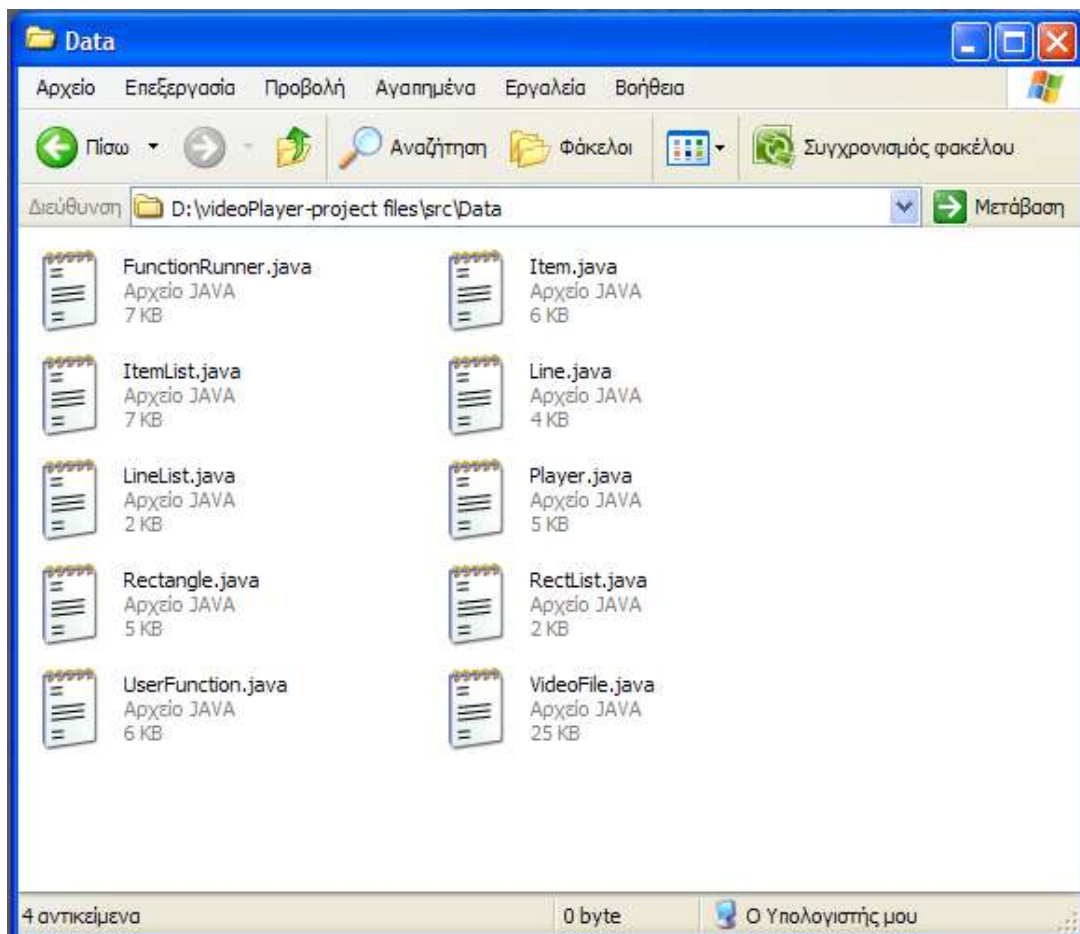 Data
Αρχείο Επεξεργασία Προβολή Αγαπημένα Εργαλεία Βοήθεια
Πίσω Αναζήτηση Φάκελοι Συγχρονισμός φακέλου
Διεύθυνση D:\videoPlayer-project files\src\Data Μετάβαση
FunctionRunner.java
Αρχείο JAVA
7 KB
Item.java
Αρχείο JAVA
6 KB
ItemList.java
Αρχείο JAVA
7 KB
Line.java
Αρχείο JAVA
4 KB
LineList.java
Αρχείο JAVA
2 KB
Player.java
Αρχείο JAVA
5 KB
Rectangle.java
Αρχείο JAVA
5 KB
RectList.java
Αρχείο JAVA
2 KB
UserFunction.java
Αρχείο JAVA
6 KB
VideoFile.java
Αρχείο JAVA
25 KB
4 αντικείμενα 0 byte Ο Υπολογιστής μου